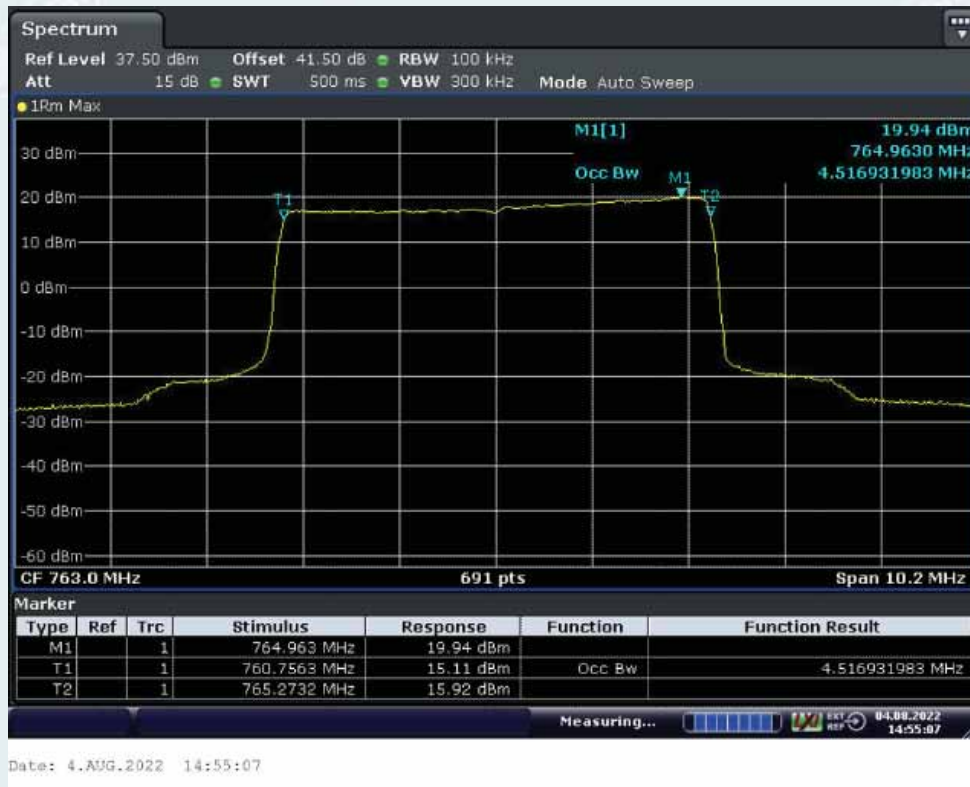 Spectrum
Ref Level 37.50 dBm Offset 41.50 dB RBW 100 kHz
Att 15 dB SWT 500 ms VBW 300 kHz Mode Auto Sweep
1Rm Max
M1[1] 19.94 dBm
764.9630 MHz
Occ Bw 4.516931983 MHz
M1
T1
T2
30 dBm
20 dBm
10 dBm
0 dBm
-10 dBm
-20 dBm
-30 dBm
-40 dBm
-50 dBm
-60 dBm
CF 763.0 MHz 691 pts Span 10.2 MHz
Marker
Type Ref Trc Stimulus Response Function Function Result
M1 1 764.963 MHz 19.94 dBm
T1 1 760.7563 MHz 15.11 dBm Occ Bw 4.516931983 MHz
T2 1 765.2732 MHz 15.92 dBm
Measuring... EXT REF 04.08.2022
14:55:07
Date: 4.AUG.2022 14:55:07